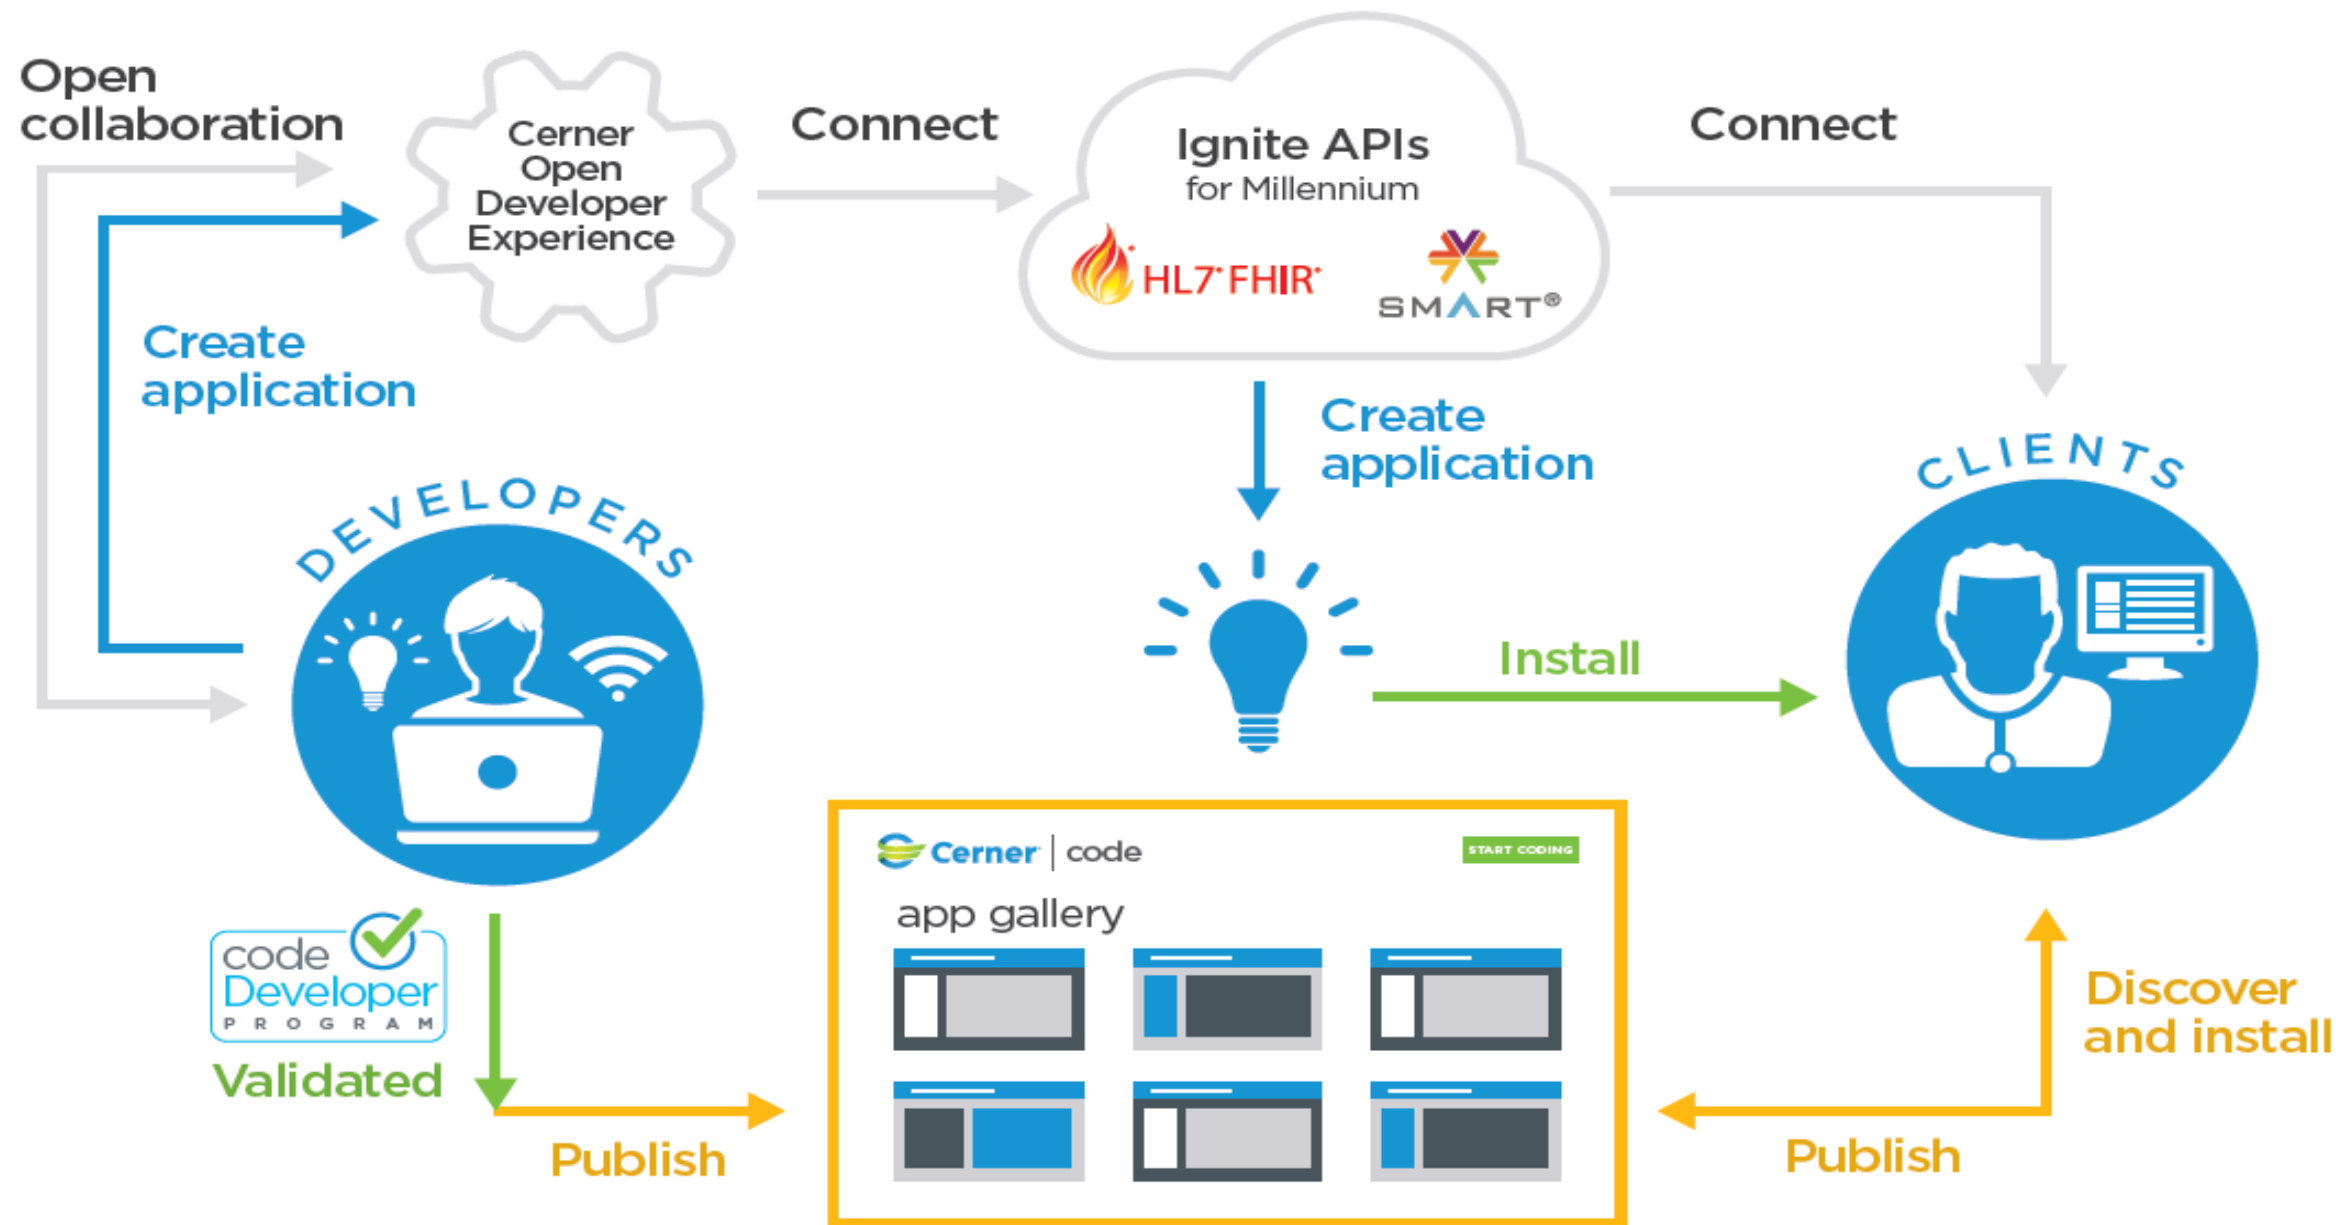 Open
collaboration
Cerner
Open
Developer
Experience
Connect
Ignite APIs
for Millennium
HL7 FHIR
SMART®
Connect
Create
application
Create
application
DEVELOPERS
CLIENTS
Install
Cerner | code
START CODING
app gallery
code
Developer
PROGRAM
Validated
Publish
Discover
and install
Publish